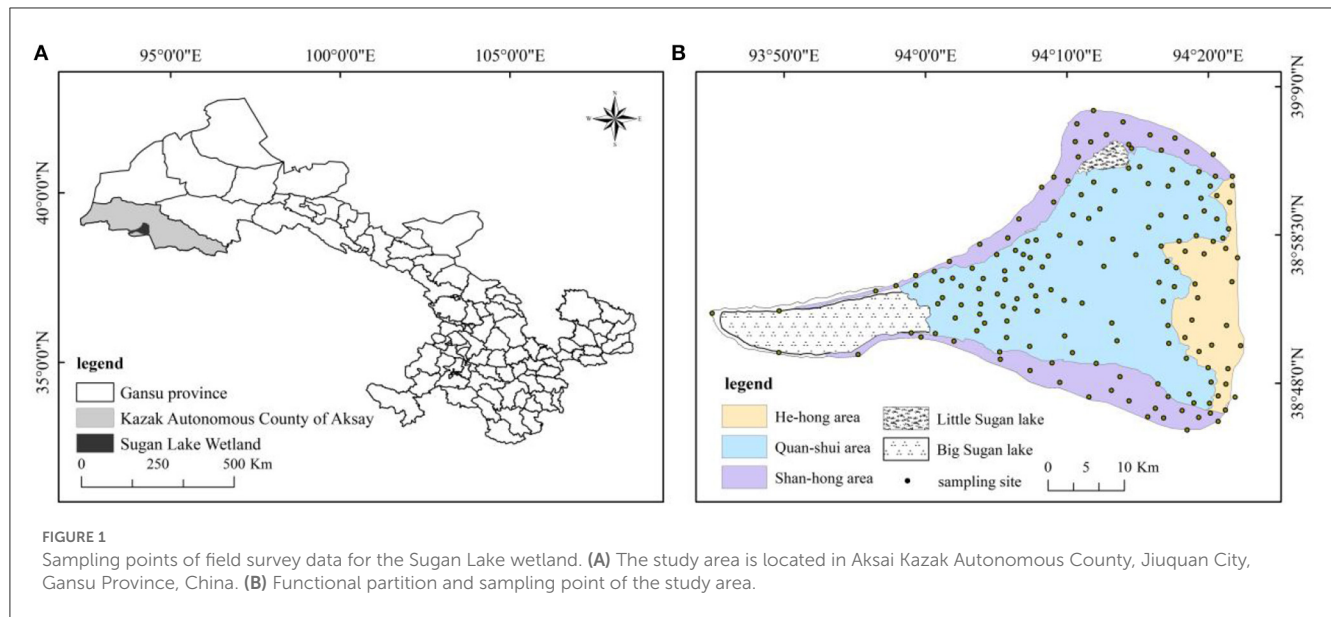 A
95°0'0"E
100°0'0"E
105°0'0"E
N
W
E
S
40°0'0"N
35°0'0"N
legend
Gansu province
Kazak Autonomous County of Aksay
Sugan Lake Wetland
0
250
500 Km
B
93°50'0"E
94°0'0"E
94°10'0"E
94°20'0"E
39°9'0"N
38°58'30"N
38°48'0"N
legend
He-hong area
Quan-shui area
Shan-hong area
Little Sugan lake
Big Sugan lake
sampling site
0
5
10 Km
FIGURE 1
Sampling points of field survey data for the Sugan Lake wetland. (A) The study area is located in Aksai Kazak Autonomous County, Jiuquan City,
Gansu Province, China. (B) Functional partition and sampling point of the study area.